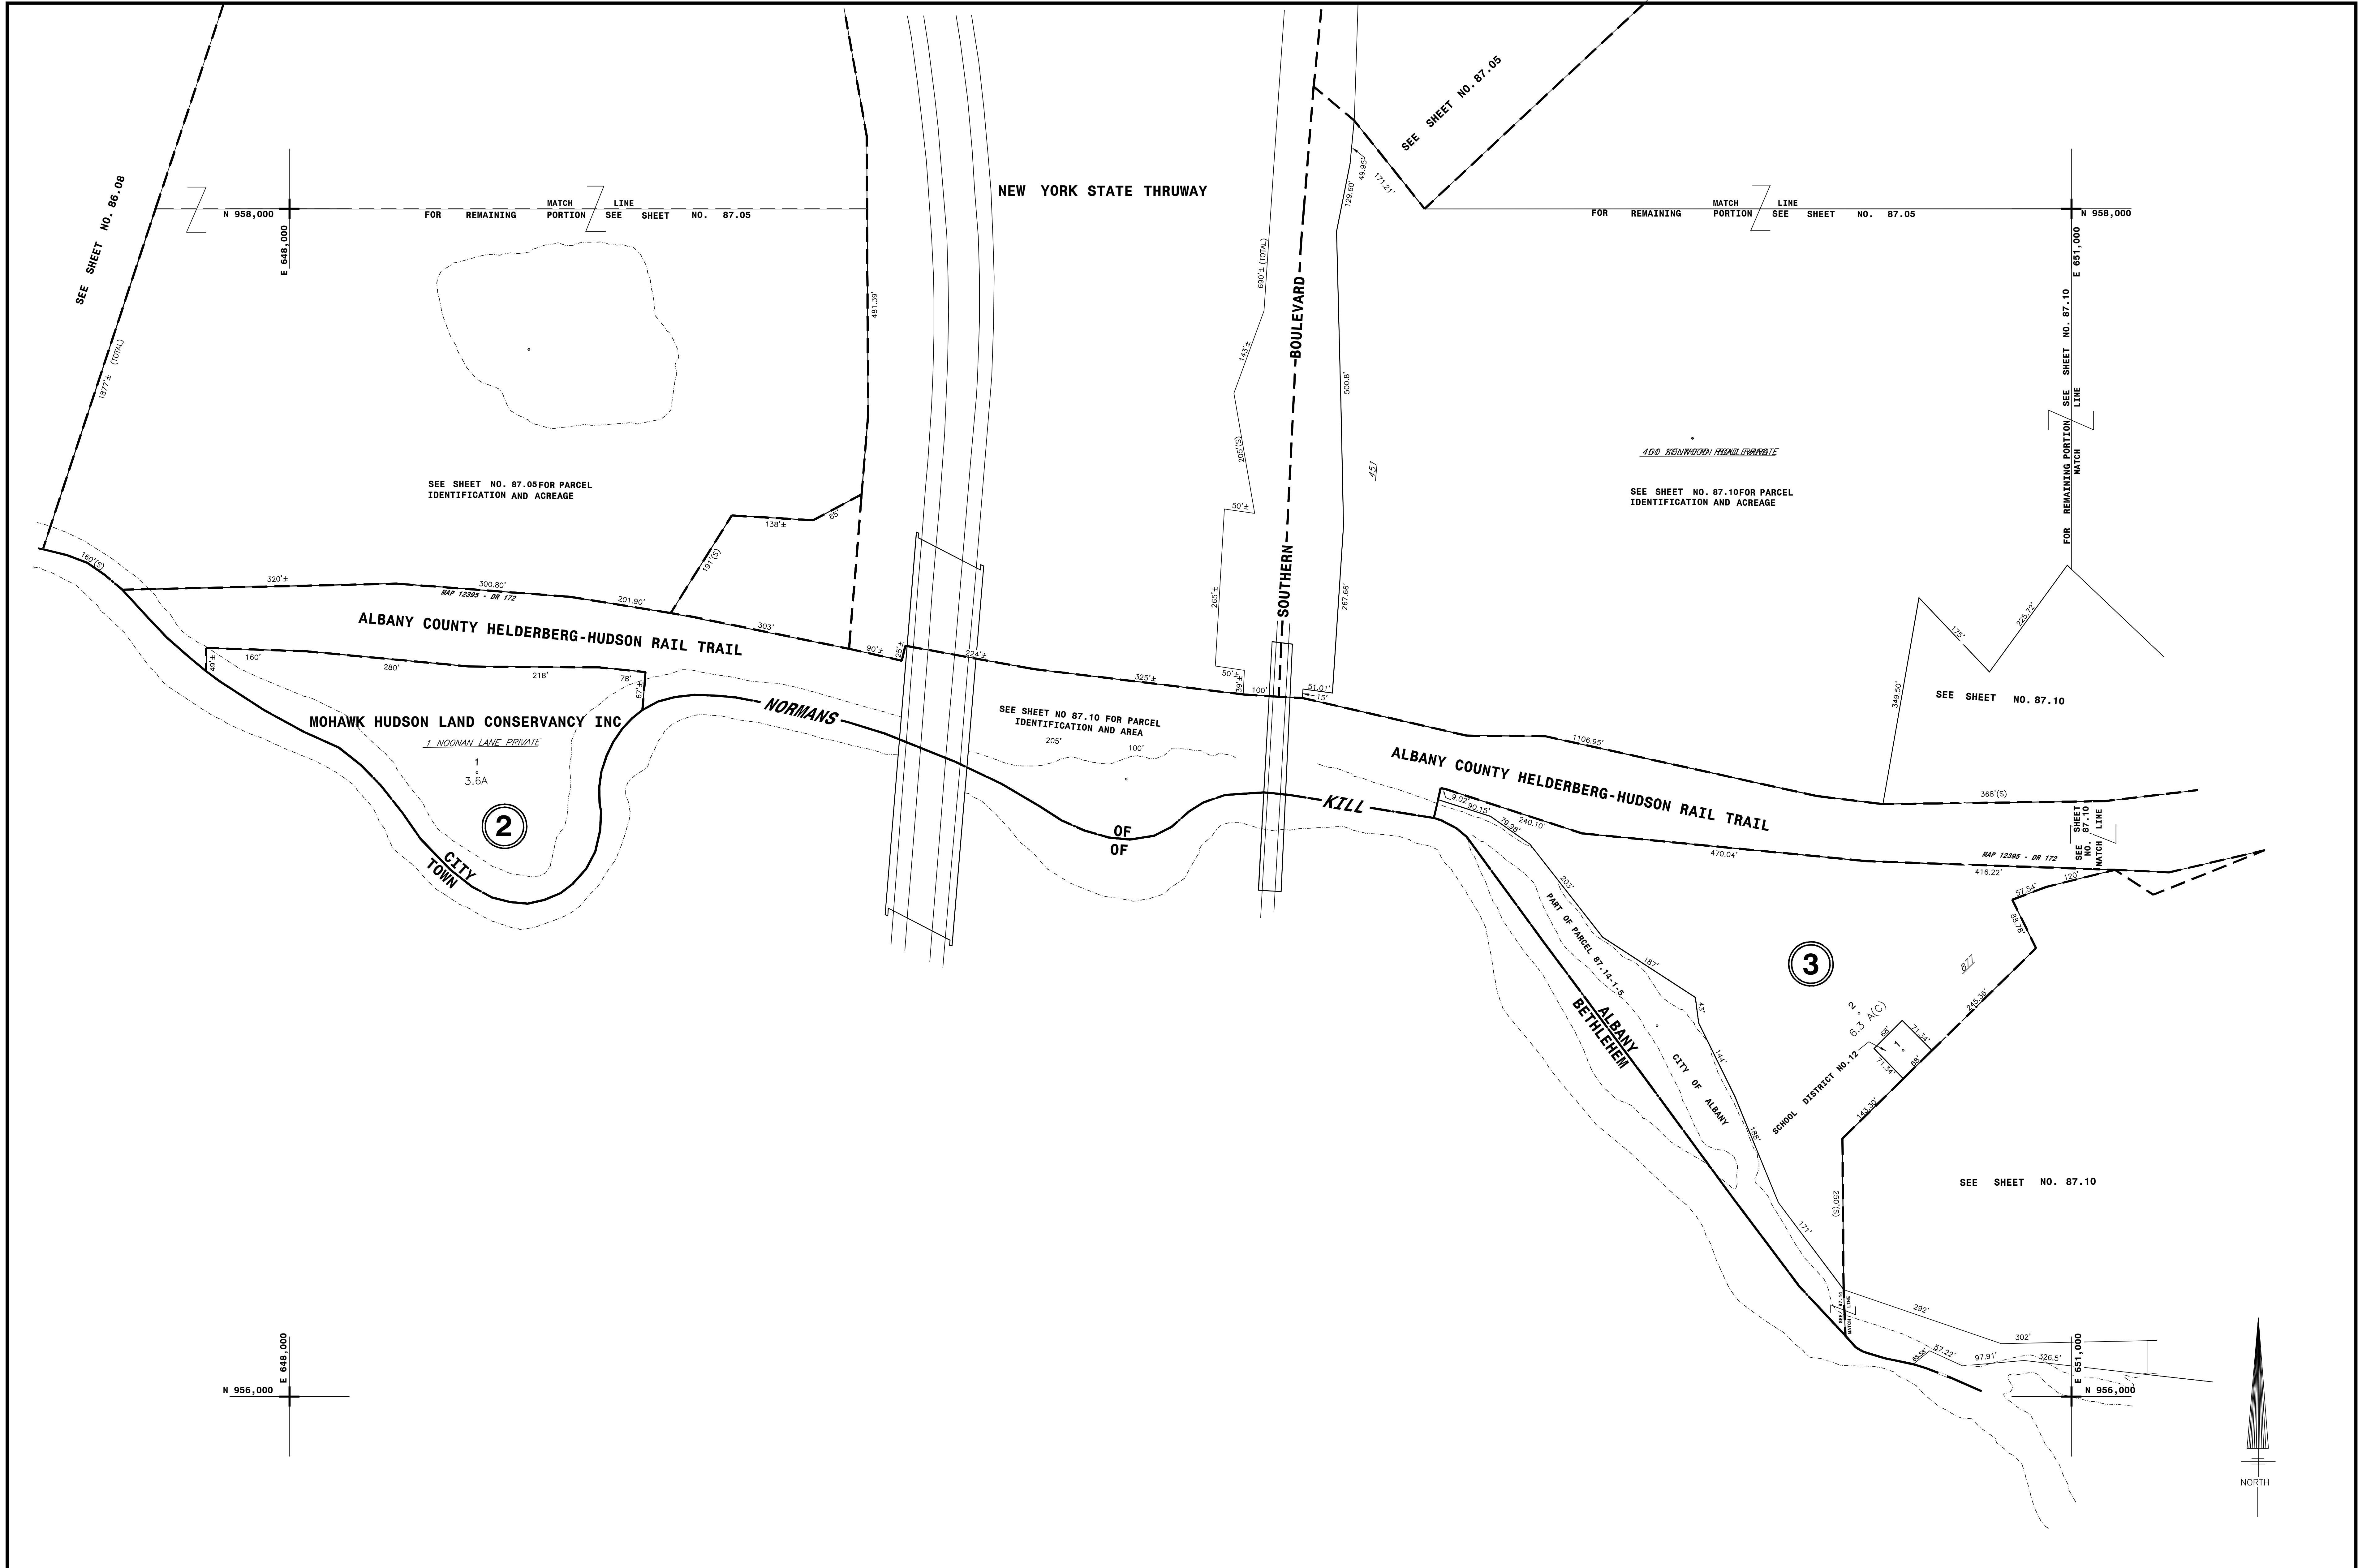 SEE SHEET NO. 86.08
1877'± (TOTAL)
N 958,000
E 648,000
MATCH LINE
FOR REMAINING PORTION SEE SHEET NO. 87.05
481.39'
NEW YORK STATE THRUWAY
690'± (TOTAL)
143'±
205'(S)
50'±
265'±
50'±
39'±
BOULEVARD
SOUTHERN
SEE SHEET NO. 87.05
49.95'
171.21'
129.60'
500.8'
267.66'
451
MATCH LINE
FOR REMAINING PORTION SEE SHEET NO. 87.05
N 958,000
E 651,000
FOR REMAINING PORTION SEE SHEET NO. 87.10
MATCH LINE
SEE SHEET NO. 87.05 FOR PARCEL
IDENTIFICATION AND ACREAGE
SEE SHEET NO. 87.10 FOR PARCEL
IDENTIFICATION AND ACREAGE
138'±
85'
191'(S)
160'(S)
320'±
300.80'
MAP 12395 - DR 172
201.90'
303'
90'±
25'±
224'±
325'±
100'
51.01'
15'
1106.95'
368'(S)
ALBANY COUNTY HELDERBERG-HUDSON RAIL TRAIL
49'±
160'
280'
218'
78'
67'±
MOHAWK HUDSON LAND CONSERVANCY INC
1 NOONAN LANE PRIVATE
1
3.6A
2
CITY
TOWN
NORMANS
SEE SHEET NO 87.10 FOR PARCEL
IDENTIFICATION AND AREA
205'
100'
OF
OF
KILL
ALBANY COUNTY HELDERBERG-HUDSON RAIL TRAIL
175'
225.72'
349.50'
SEE SHEET NO. 87.10
SEE SHEET
NO. 87.10
MATCH LINE
9.02'
90.15'
79.98'
240.10'
470.04'
MAP 12395 - DR 172
416.22'
120'
57.54'
88.78'
203'
PART OF PARCEL 87.14-1-5
187'
43'
144'
188'
171'
ALBANY
BETHLEHEM
CITY OF ALBANY
3
877
2
6.3 A(C)
245.36'
68'
71.34'
1
71.34'
68'
143.30'
SCHOOL DISTRICT NO. 12
250'(S)
SEE SHEET NO. 87.10
MATCH LINE
292'
302'
57.22'
97.91'
326.5'
E 651,000
N 956,000
E 648,000
N 956,000
NORTH